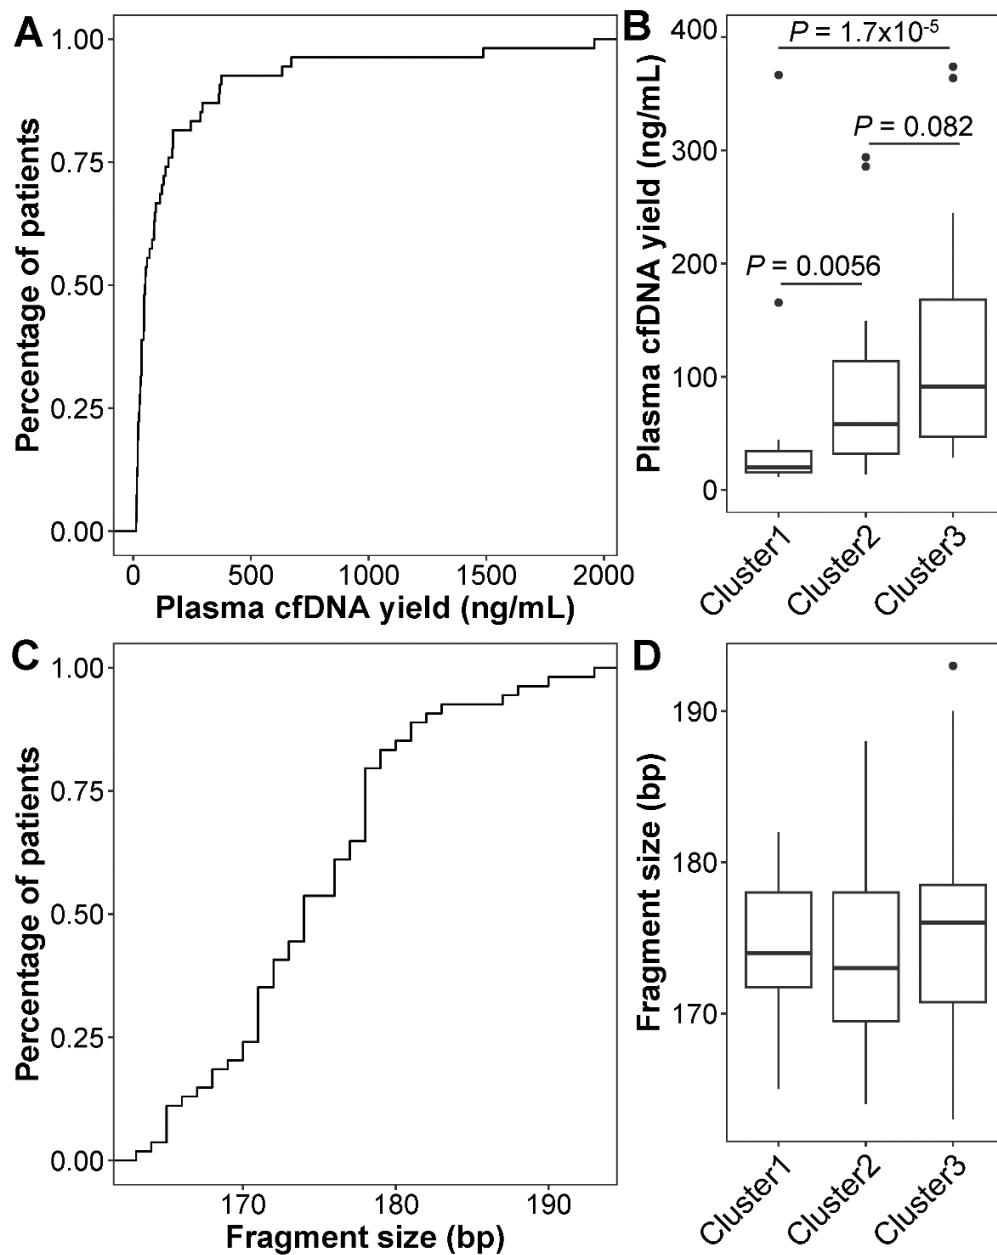 A
Percentage of patients
1.00
0.75
0.50
0.25
0.00
0
500
1000
1500
2000
Plasma cfDNA yield (ng/mL)
B
Plasma cfDNA yield (ng/mL)
400
300
200
100
0
P = 1.7x10-5
P = 0.082
P = 0.0056
Cluster1
Cluster2
Cluster3
C
Percentage of patients
1.00
0.75
0.50
0.25
0.00
170
180
190
Fragment size (bp)
D
Fragment size (bp)
190
180
170
Cluster1
Cluster2
Cluster3